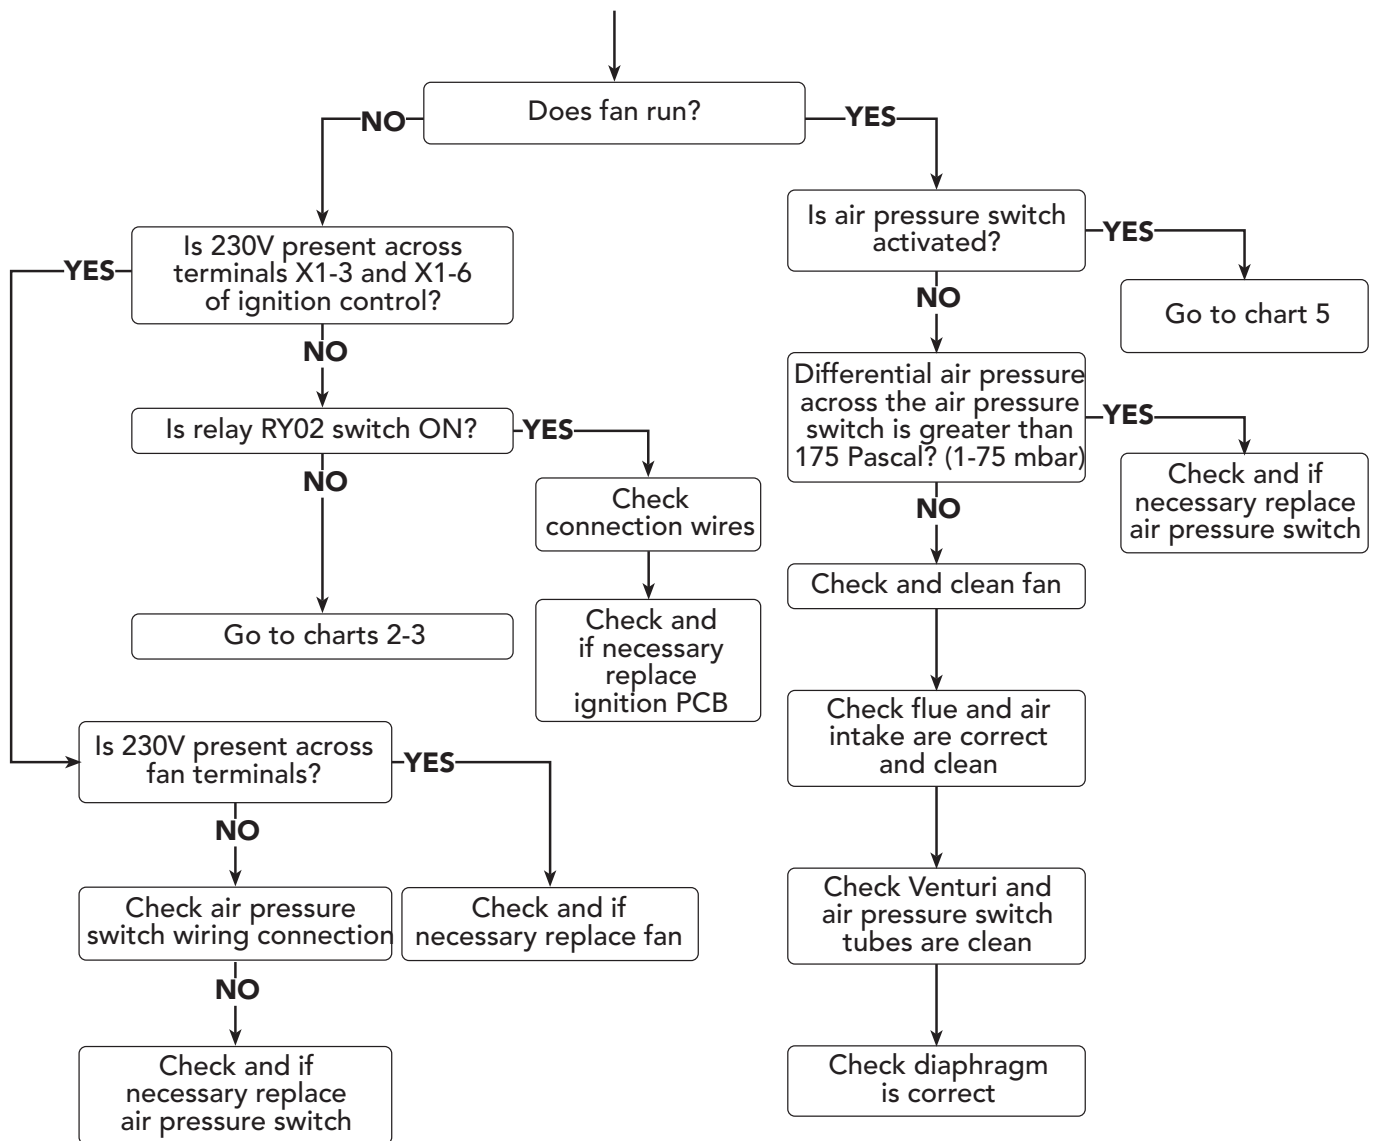 Does fan run?
NO
YES
Is air pressure switch
activated?
YES
Is 230V present across
terminals X1-3 and X1-6
of ignition control?
YES
NO
Go to chart 5
NO
Differential air pressure
across the air pressure
switch is greater than
175 Pascal? (1-75 mbar)
YES
Is relay RY02 switch ON?
YES
NO
Check and if
necessary replace
air pressure switch
Check
connection wires
NO
Check and clean fan
Go to charts 2-3
Check and
if necessary
replace
ignition PCB
Check flue and air
intake are correct
and clean
Is 230V present across
fan terminals?
YES
NO
Check air pressure
switch wiring connection
Check and if
necessary replace fan
Check Venturi and
air pressure switch
tubes are clean
NO
Check and if
necessary replace
air pressure switch
Check diaphragm
is correct